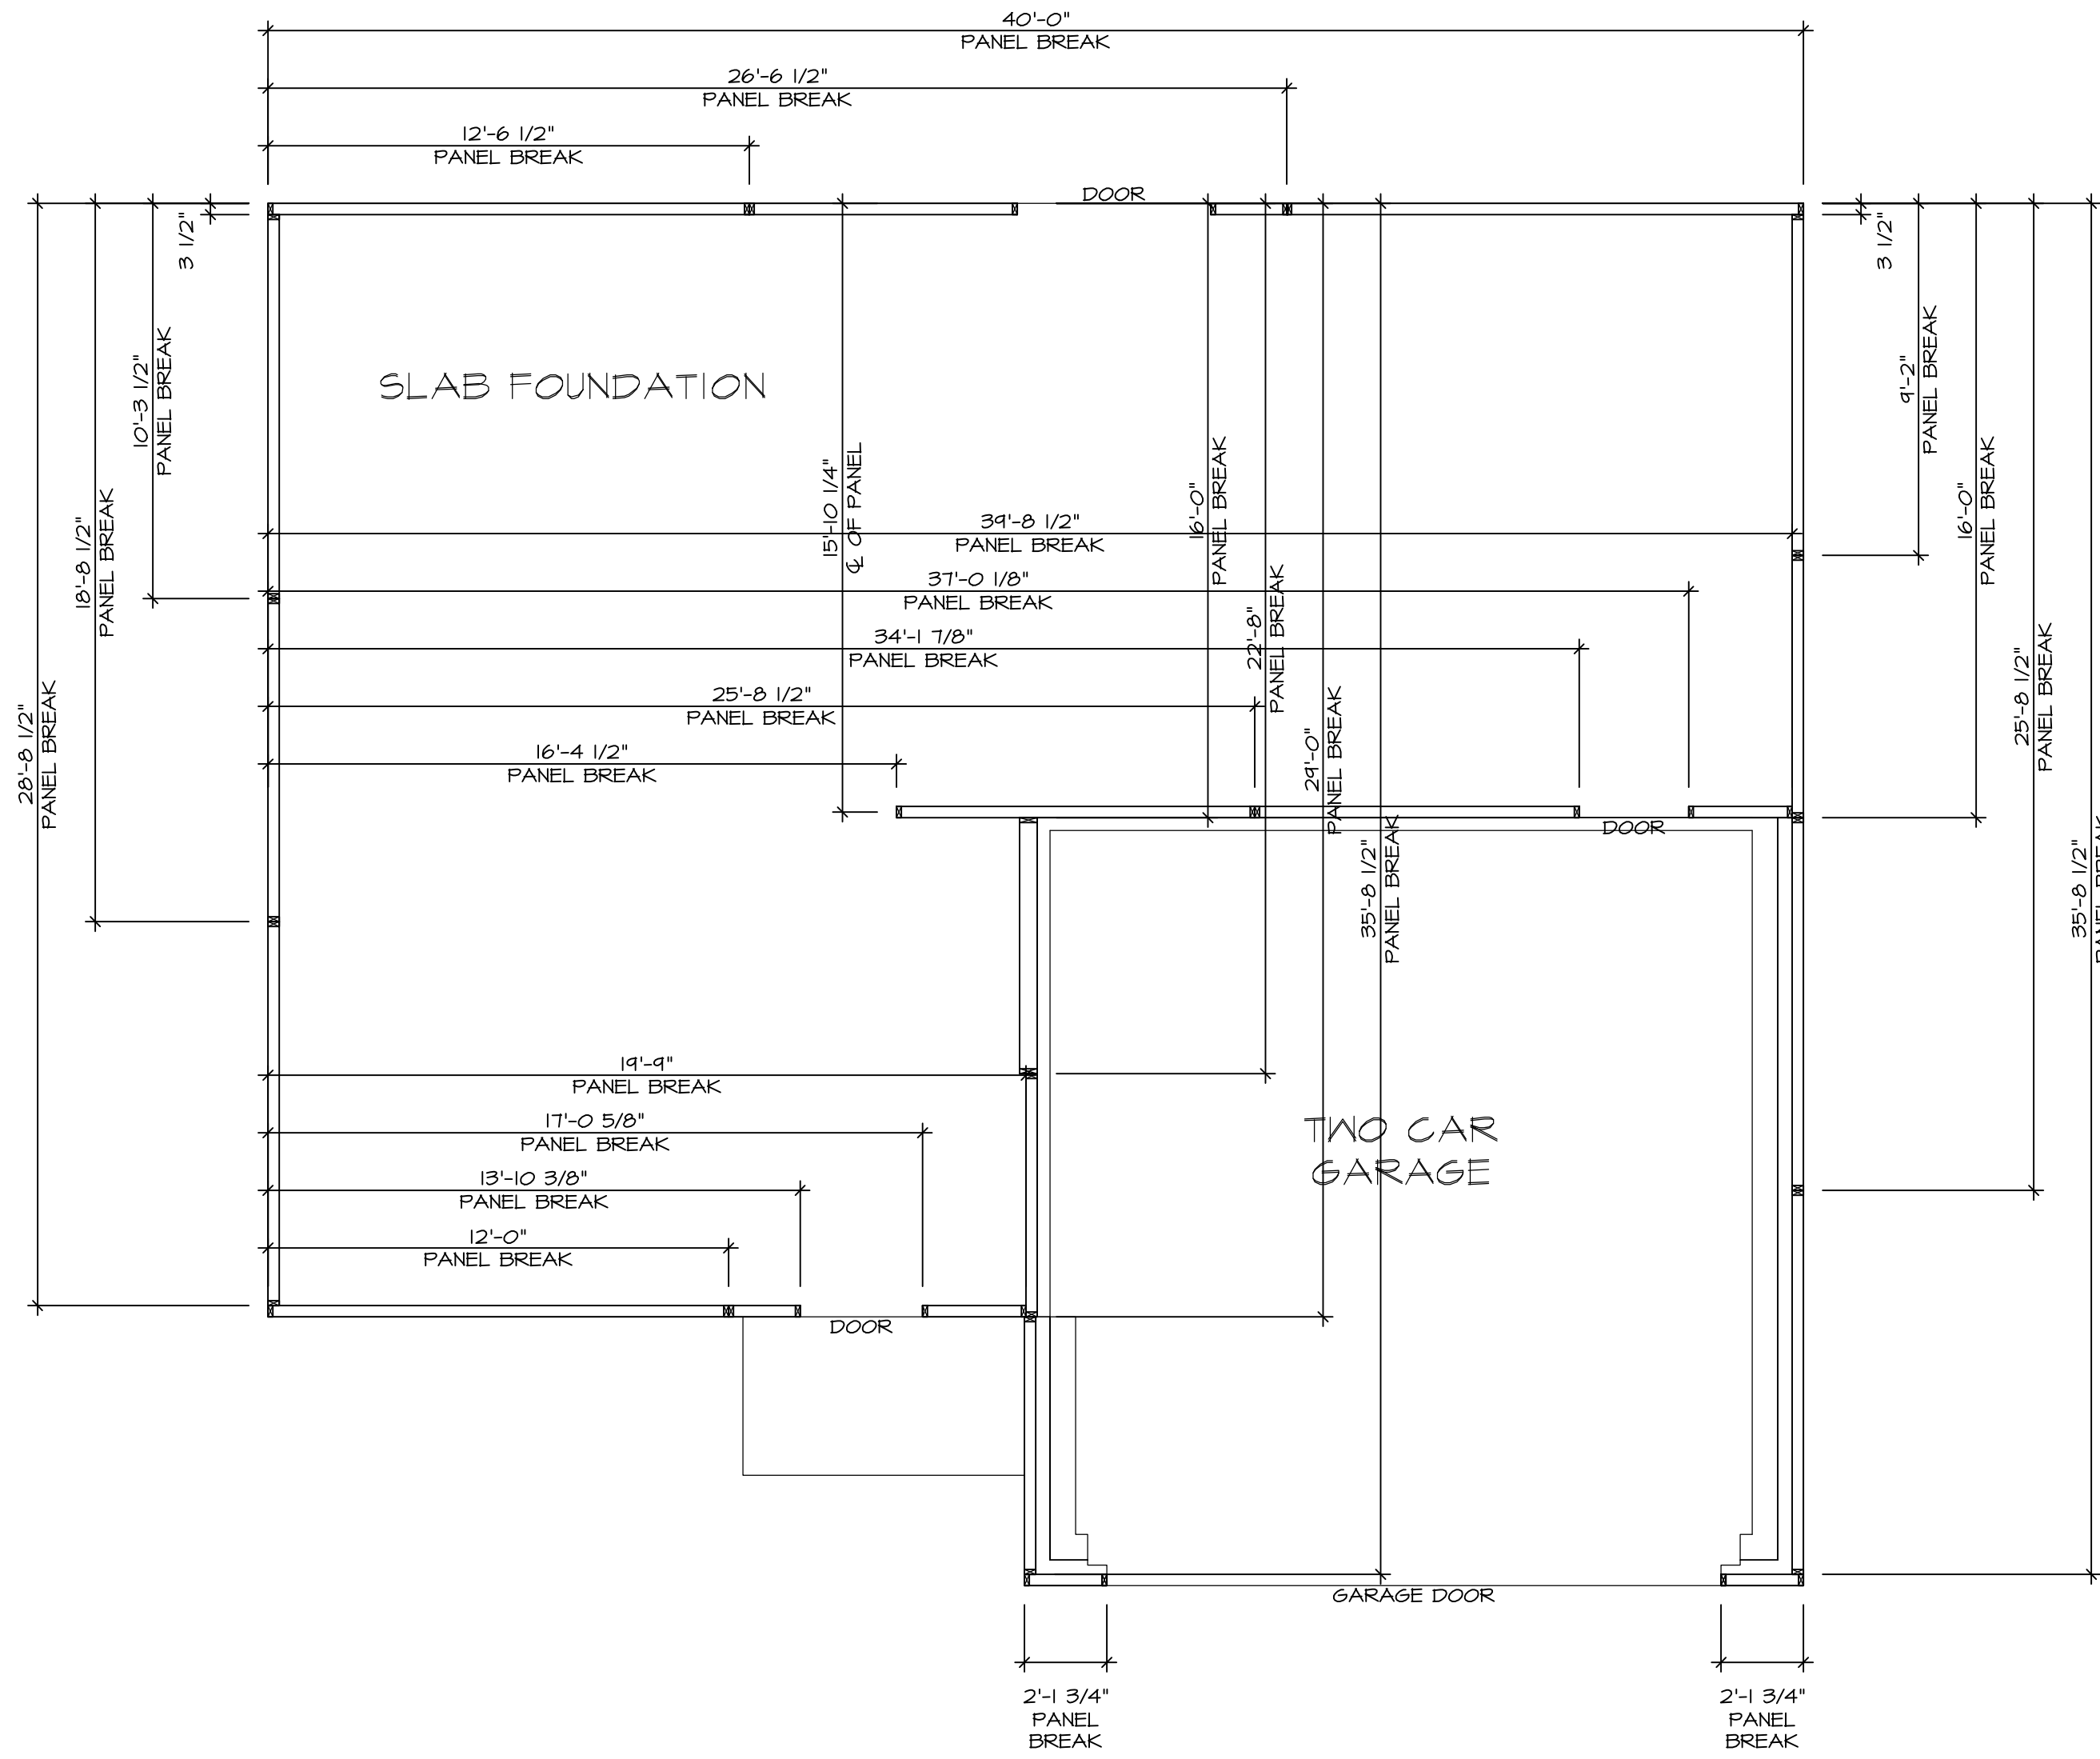 40'-0"
PANEL BREAK
26'-6 1/2"
PANEL BREAK
12'-6 1/2"
PANEL BREAK
DOOR
3 1/2"
3 1/2"
10'-3 1/2"
PANEL BREAK
18'-8 1/2"
PANEL BREAK
28'-8 1/2"
PANEL BREAK
SLAB FOUNDATION
15'-10 1/4"
℄ OF PANEL
16'-0"
PANEL BREAK
22'-8"
PANEL BREAK
29'-0"
PANEL BREAK
35'-8 1/2"
PANEL BREAK
9'-2"
PANEL BREAK
16'-0"
PANEL BREAK
25'-8 1/2"
PANEL BREAK
35'-8 1/2"
PANEL BREAK
39'-8 1/2"
PANEL BREAK
37'-0 1/8"
PANEL BREAK
34'-1 7/8"
PANEL BREAK
25'-8 1/2"
PANEL BREAK
16'-4 1/2"
PANEL BREAK
DOOR
19'-9"
PANEL BREAK
17'-0 5/8"
PANEL BREAK
13'-10 3/8"
PANEL BREAK
12'-0"
PANEL BREAK
DOOR
TWO CAR
GARAGE
GARAGE DOOR
2'-1 3/4"
PANEL
BREAK
2'-1 3/4"
PANEL
BREAK